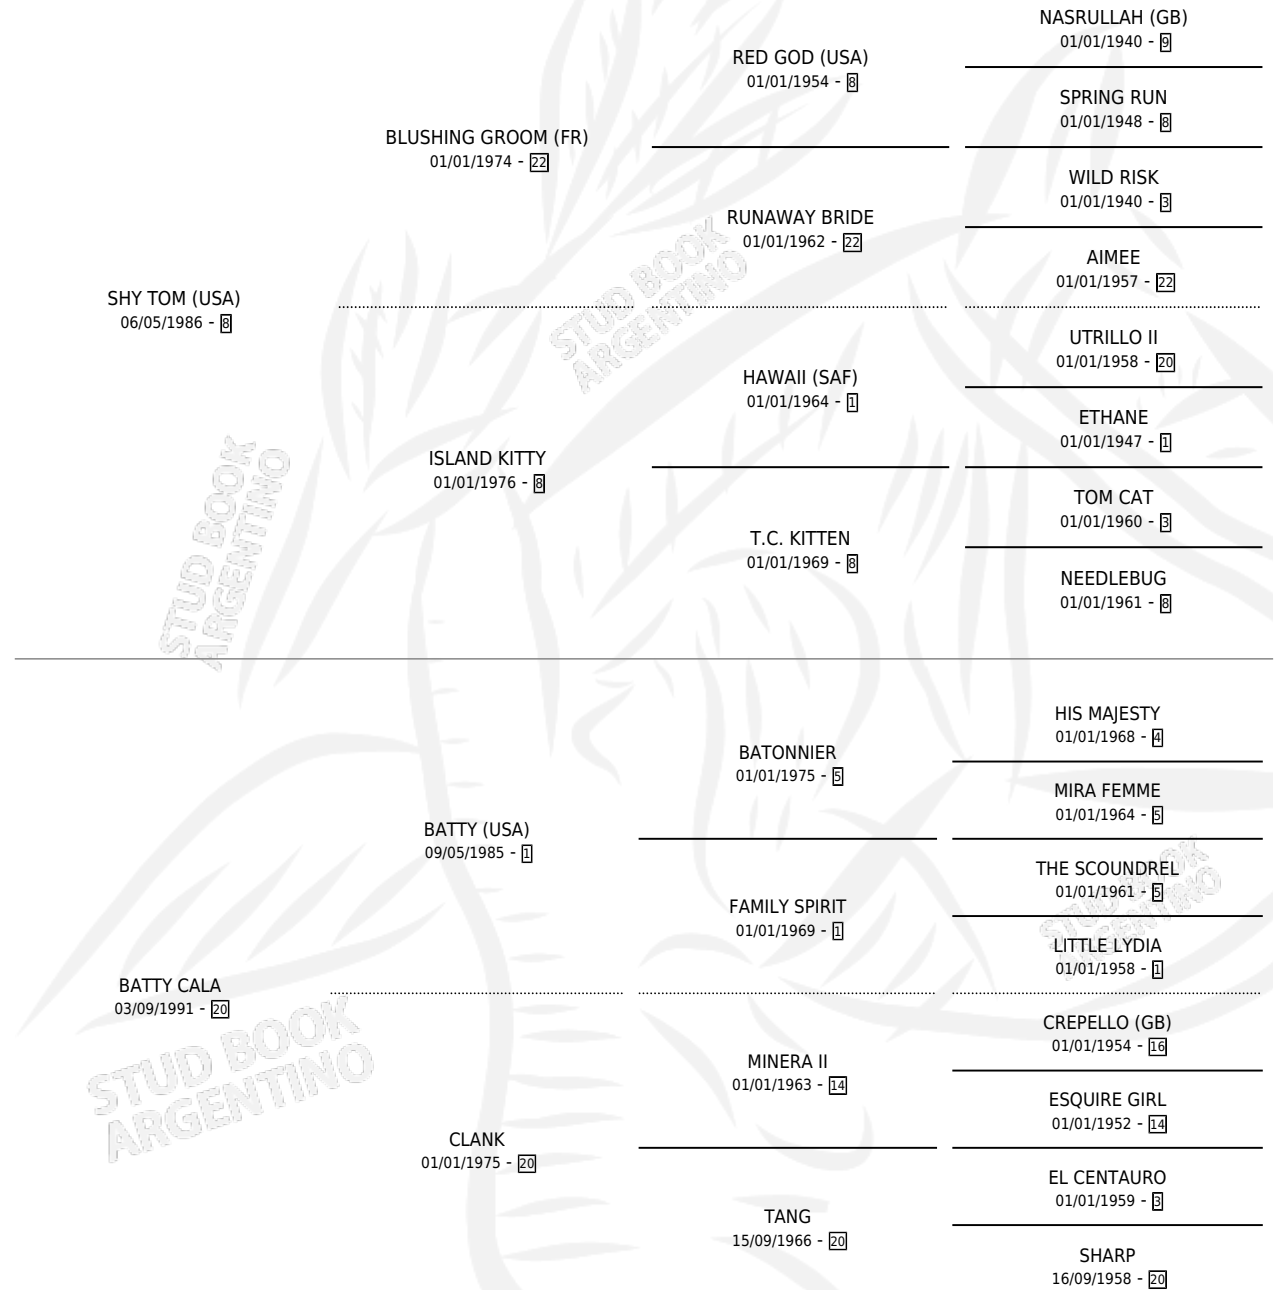 NASRULLAH (GB)
01/01/1940 - 9
RED GOD (USA)
01/01/1954 - 8
SPRING RUN
01/01/1948 - 8
BLUSHING GROOM (FR)
01/01/1974 - 22
WILD RISK
01/01/1940 - 3
RUNAWAY BRIDE
01/01/1962 - 22
AIMEE
01/01/1957 - 22
SHY TOM (USA)
06/05/1986 - 8
UTRILLO II
01/01/1958 - 20
HAWAII (SAF)
01/01/1964 - 1
ETHANE
01/01/1947 - 1
ISLAND KITTY
01/01/1976 - 8
TOM CAT
01/01/1960 - 3
T.C. KITTEN
01/01/1969 - 8
NEEDLEBUG
01/01/1961 - 8
HIS MAJESTY
01/01/1968 - 4
BATONNIER
01/01/1975 - 5
MIRA FEMME
01/01/1964 - 5
BATTY (USA)
09/05/1985 - 1
THE SCOUNDREL
01/01/1961 - 5
FAMILY SPIRIT
01/01/1969 - 1
LITTLE LYDIA
01/01/1958 - 1
BATTY CALA
03/09/1991 - 20
CREPELLO (GB)
01/01/1954 - 16
MINERA II
01/01/1963 - 14
ESQUIRE GIRL
01/01/1952 - 14
CLANK
01/01/1975 - 20
EL CENTAURO
01/01/1959 - 3
TANG
15/09/1966 - 20
SHARP
16/09/1958 - 20
STUD BOOK
ARGENTINO
STUD BOOK
ARGENTINO
STUD BOOK
ARGENTINO
STUD BOOK
ARGENTINO